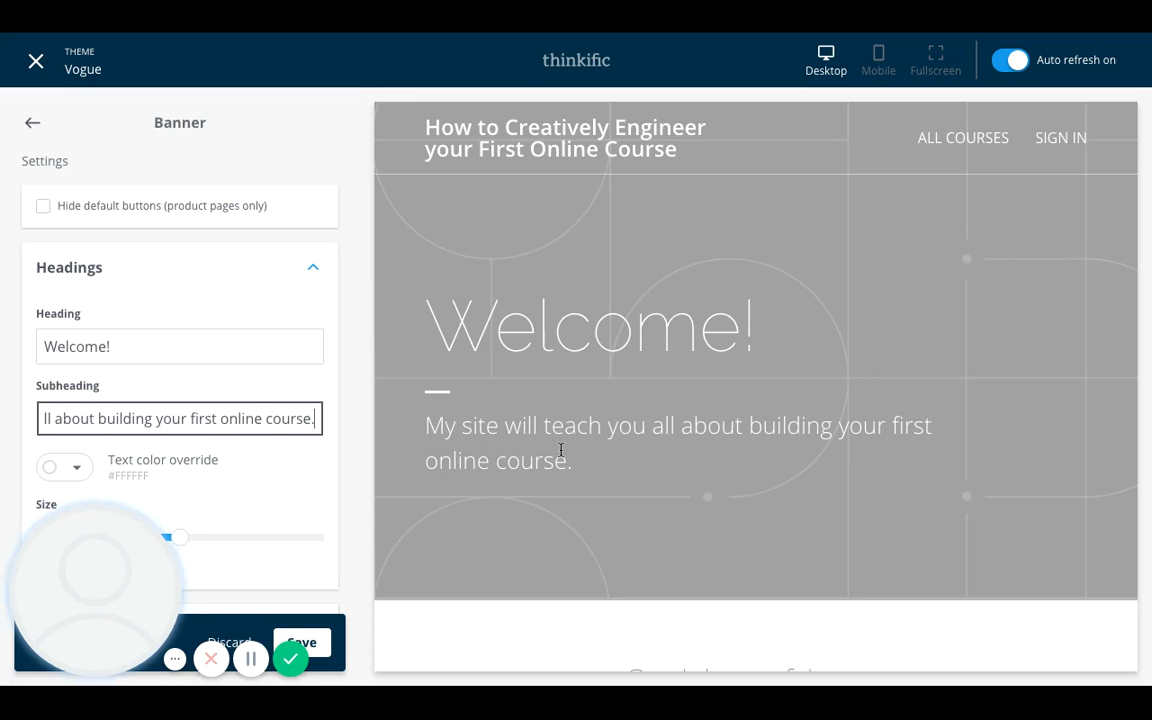 THEME
Vogue
thinkific
Desktop
Mobile
Fullscreen
Auto refresh on
Banner
Settings
Hide default buttons (product pages only)
Headings
Heading
Welcome!
Subheading
ll about building your first online course.
Text color override
#FFFFFF
Size
Discard
Save
How to Creatively Engineer
your First Online Course
ALL COURSES
SIGN IN
Welcome!
My site will teach you all about building your first
online course.